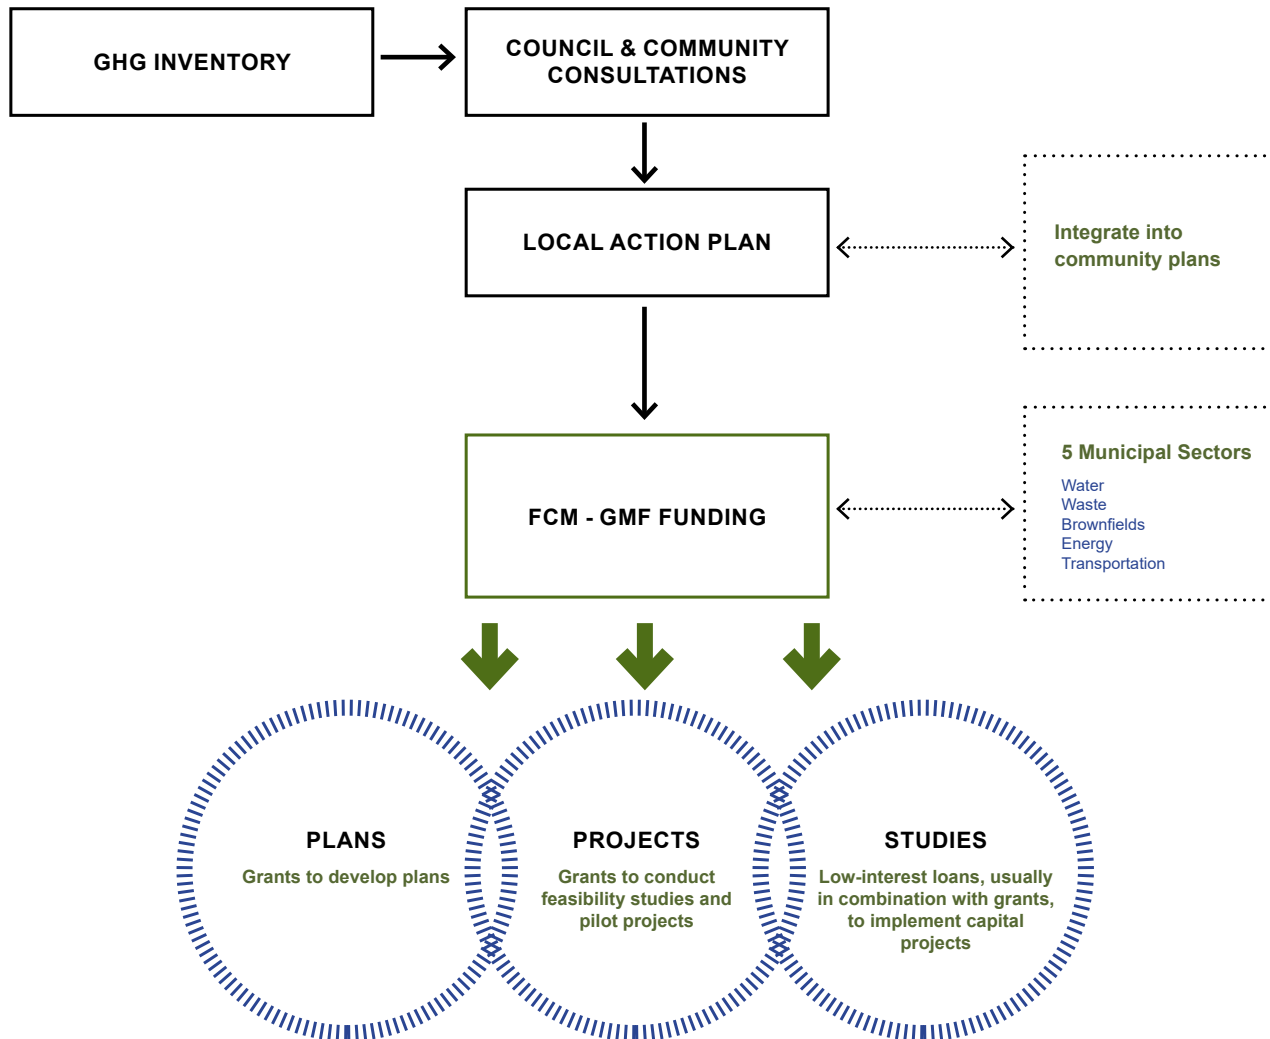 GHG INVENTORY
COUNCIL & COMMUNITY
CONSULTATIONS
LOCAL ACTION PLAN
Integrate into
community plans
FCM - GMF FUNDING
5 Municipal Sectors
Water
Waste
Brownfields
Energy
Transportation
PLANS
Grants to develop plans
PROJECTS
Grants to conduct
feasibility studies and
pilot projects
STUDIES
Low-interest loans, usually
in combination with grants,
to implement capital
projects